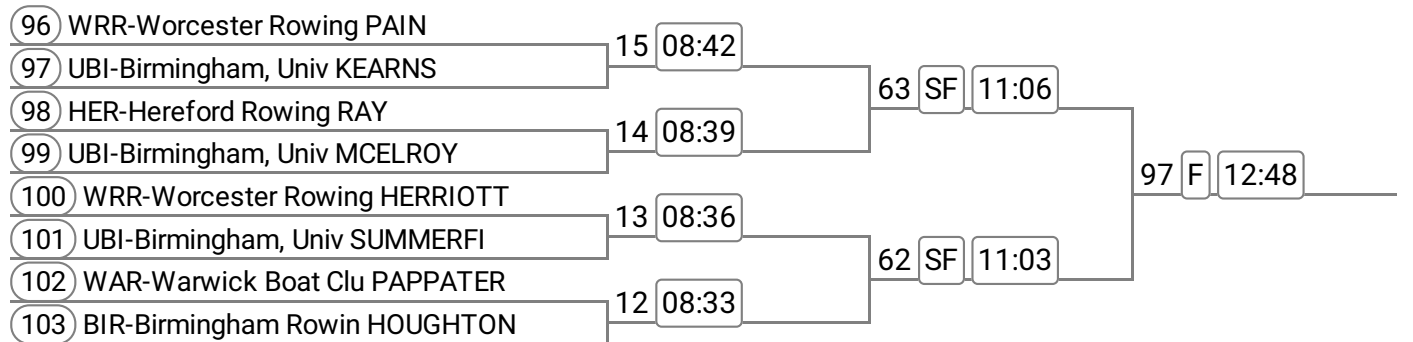 96 WRR-Worcester Rowing PAIN
97 UBI-Birmingham, Univ KEARNS
98 HER-Hereford Rowing RAY
99 UBI-Birmingham, Univ MCELROY
100 WRR-Worcester Rowing HERRIOTT
101 UBI-Birmingham, Univ SUMMERFI
102 WAR-Warwick Boat Clu PAPPATER
103 BIR-Birmingham Rowin HOUGHTON
15 08:42
14 08:39
13 08:36
12 08:33
63 SF 11:06
62 SF 11:03
97 F 12:48